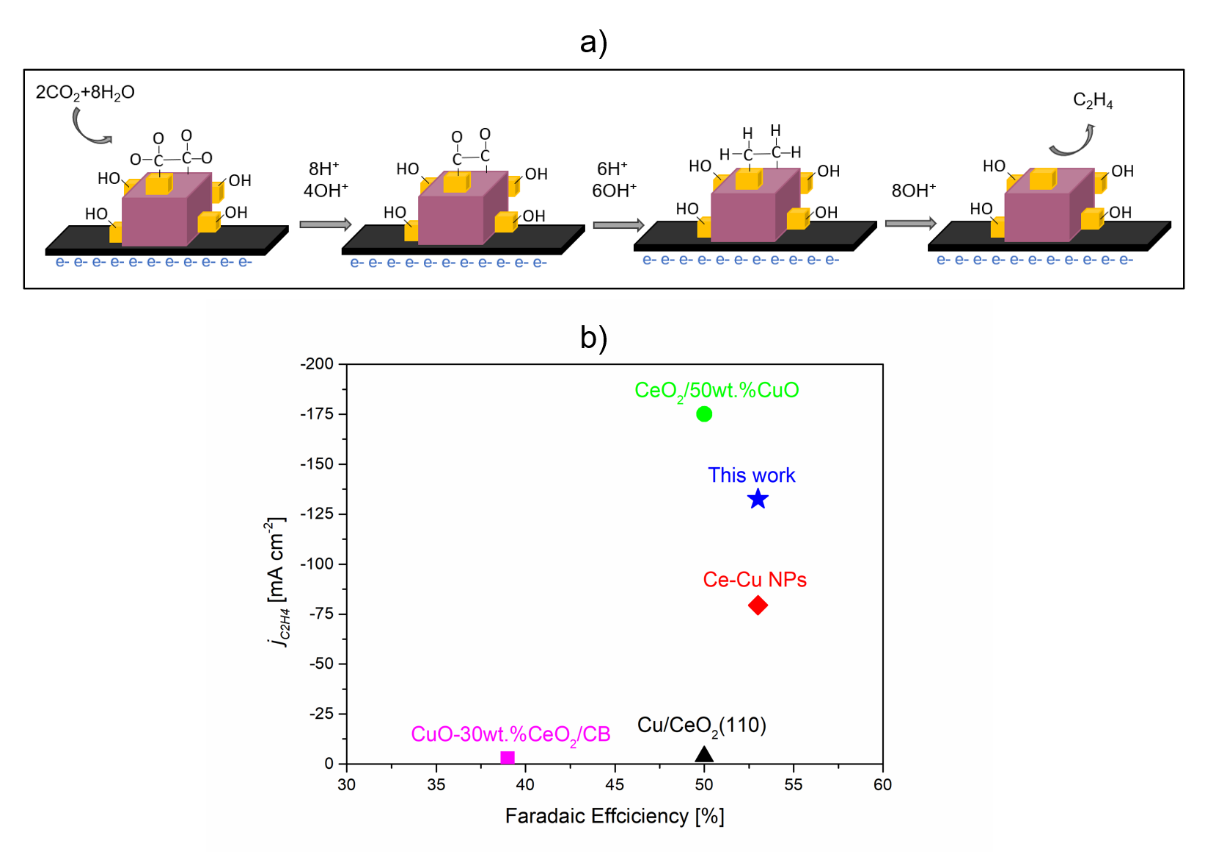 a)
2CO₂+8H₂O
C₂H₄
O O
O C C O
HO OH
HO OH
e- e- e- e- e- e- e- e- e- e- e-
8H⁺
4OH⁺
O O
C C
HO OH
HO OH
e- e- e- e- e- e- e- e- e- e- e-
6H⁺
6OH⁺
H H
H C C H
HO OH
HO OH
e- e- e- e- e- e- e- e- e- e- e-
8OH⁺
HO OH
HO OH
e- e- e- e- e- e- e- e- e- e- e-
b)
-200
-175
-150
-125
-100
-75
-50
-25
0
j_C2H4 [mA cm⁻²]
CeO₂/50wt.%CuO
This work
Ce-Cu NPs
Cu/CeO₂(110)
CuO-30wt.%CeO₂/CB
30 35 40 45 50 55 60
Faradaic Effciciency [%]